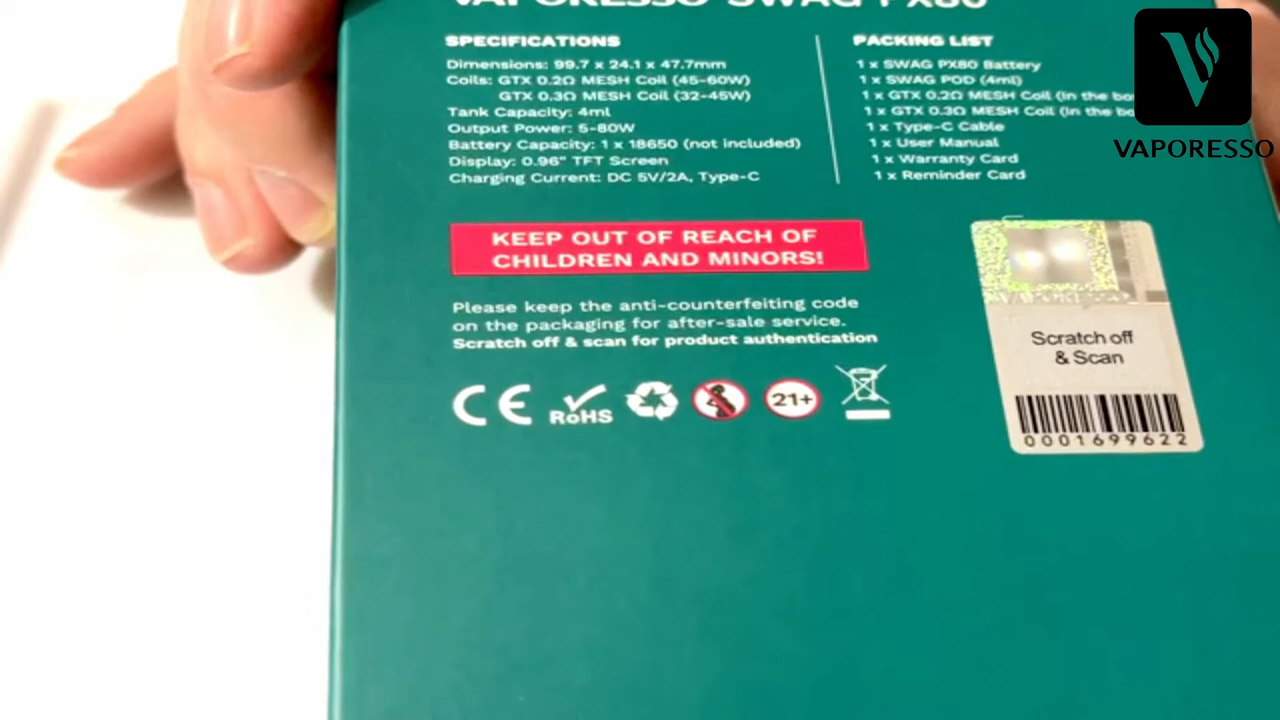 VAPORESSO SWAG PX80
SPECIFICATIONS
Dimensions: 99.7 x 24.1 x 47.7mm
Coils: GTX 0.2Ω MESH Coil (45-60W)
GTX 0.3Ω MESH Coil (32-45W)
Tank Capacity: 4ml
Output Power: 5-80W
Battery Capacity: 1 x 18650 (not included)
Display: 0.96" TFT Screen
Charging Current: DC 5V/2A, Type-C
PACKING LIST
1 x SWAG PX80 Battery
1 x SWAG POD (4ml)
1 x GTX 0.2Ω MESH Coil (In the bo
1 x GTX 0.3Ω MESH Coil (In the bo
1 x Type-C Cable
1 x User Manual
1 x Warranty Card
1 x Reminder Card
VAPORESSO
KEEP OUT OF REACH OF
CHILDREN AND MINORS!
Please keep the anti-counterfeiting code
on the packaging for after-sale service.
Scratch off & scan for product authentication
CE RoHS 21+
Scratch off
& Scan
0001699622